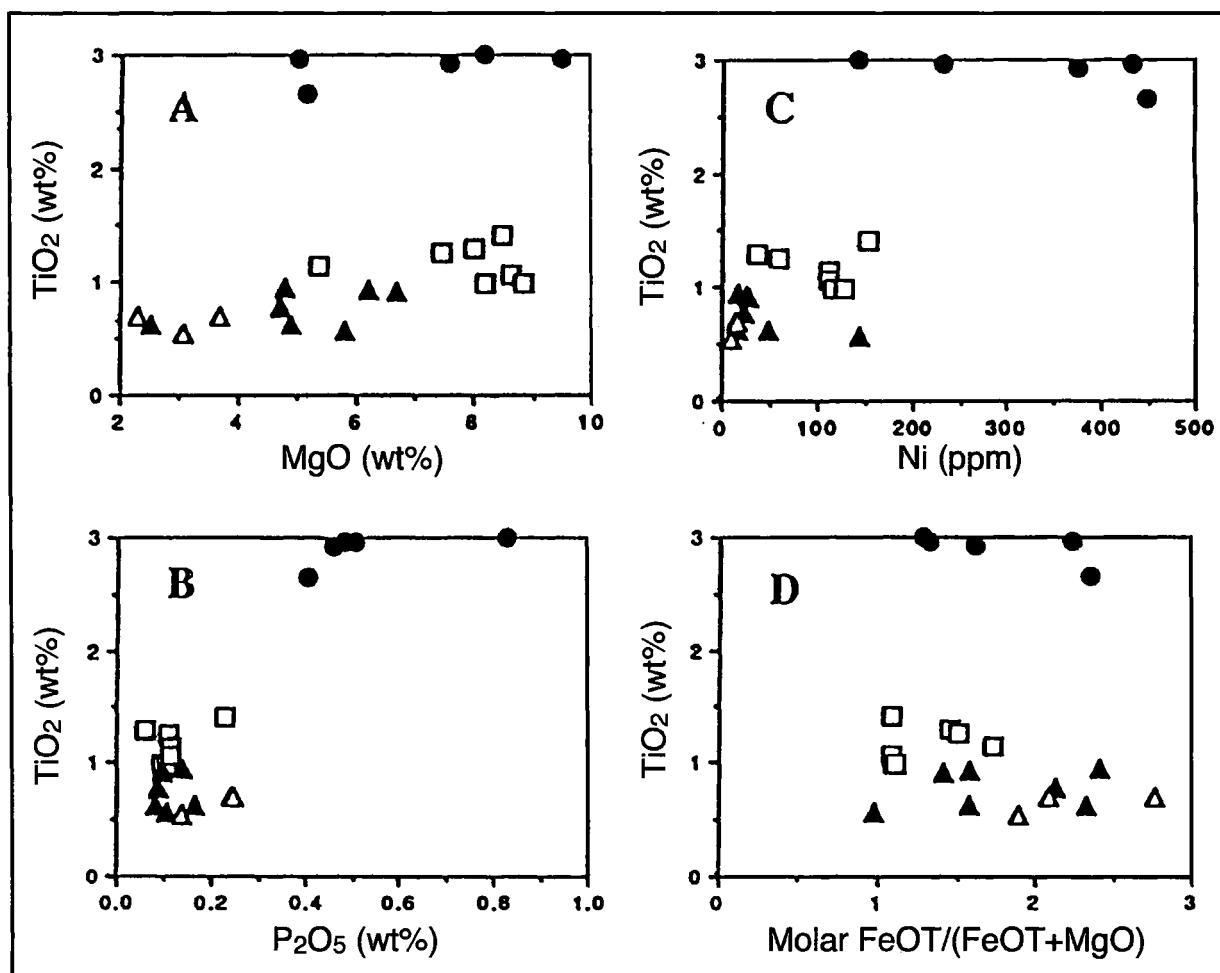 A
TiO2 (wt%)
3
2
1
0
2 4 6 8 10
MgO (wt%)
C
TiO2 (wt%)
3
2
1
0
0 100 200 300 400 500
Ni (ppm)
B
TiO2 (wt%)
3
2
1
0
0.0 0.2 0.4 0.6 0.8 1.0
P2O5 (wt%)
D
TiO2 (wt%)
3
2
1
0
0 1 2 3
Molar FeOT/(FeOT+MgO)